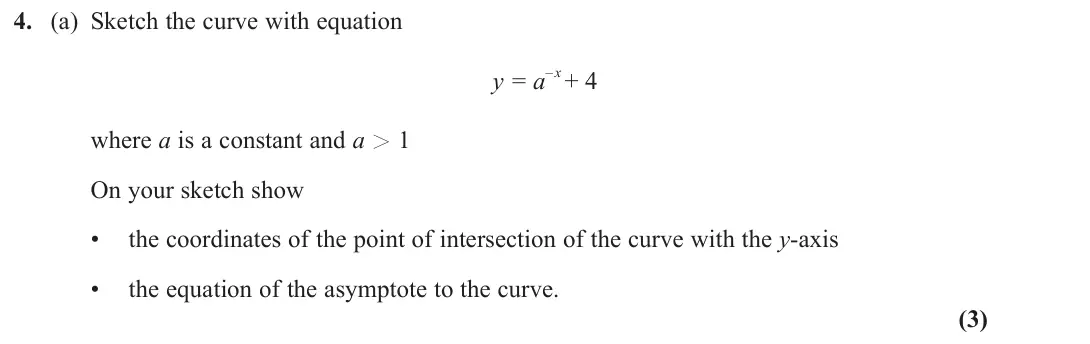 4. (a) Sketch the curve with equation
y = a⁻ˣ + 4
where a is a constant and a > 1
On your sketch show
• the coordinates of the point of intersection of the curve with the y-axis
• the equation of the asymptote to the curve.
(3)